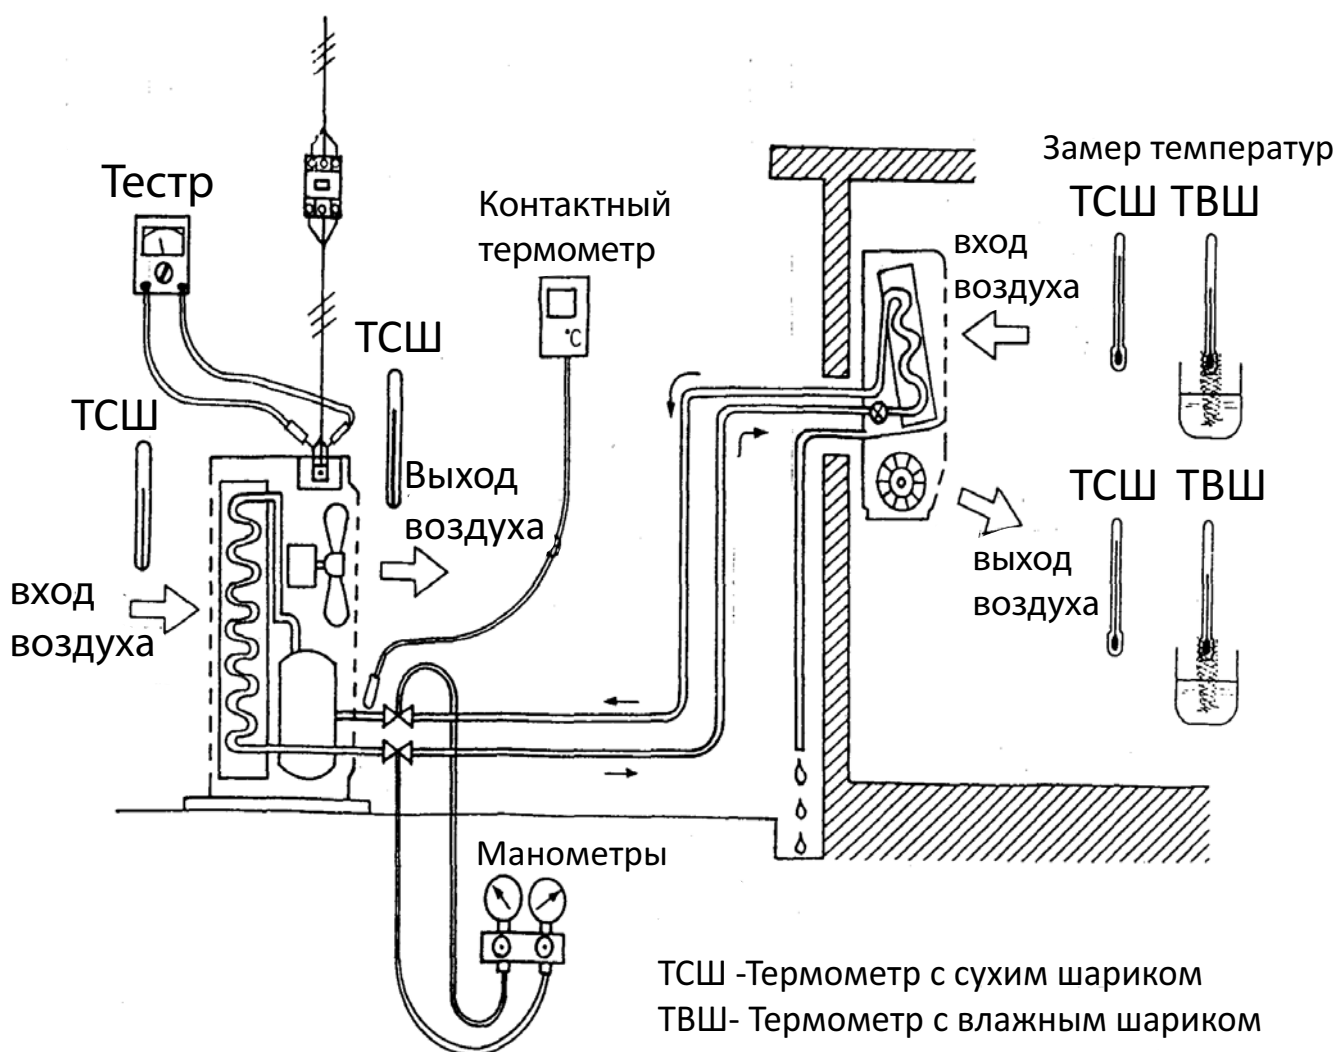 Замер температур
Тестр
ТСШ ТВШ
Контактный
термометр
вход
воздуха
°C
ТСШ
ТСШ
Выход
воздуха
ТСШ ТВШ
выход
воздуха
вход
воздуха
Манометры
ТСШ -Термометр с сухим шариком
ТВШ- Термометр с влажным шариком